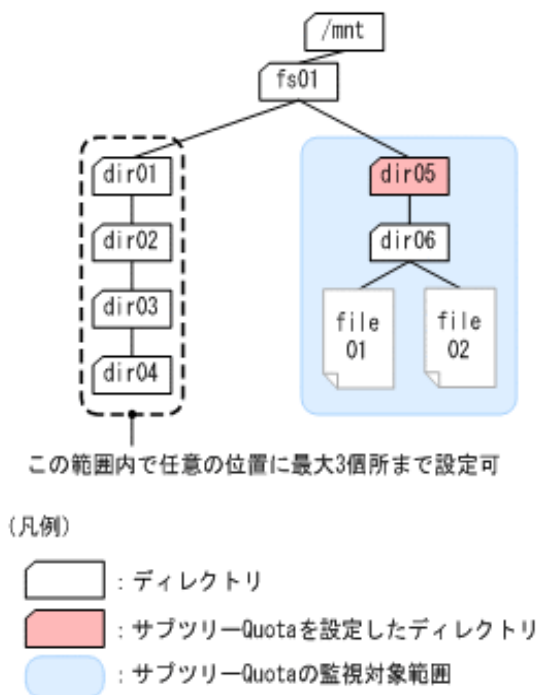 /mnt
fs01
dir01
dir05
dir02
dir06
dir03
dir04
file
01
file
02
この範囲内で任意の位置に最大3個所まで設定可
(凡例)
：ディレクトリ
：サブツリーQuotaを設定したディレクトリ
：サブツリーQuotaの監視対象範囲